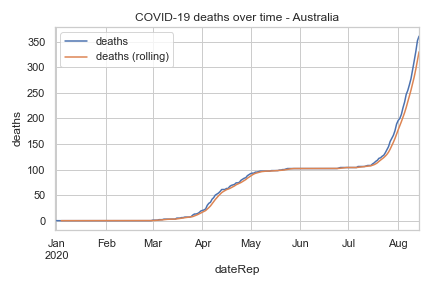 COVID-19 deaths over time - Australia
deaths
deaths (rolling)
350
300
250
200
150
100
50
0
deaths
Jan
2020
Feb
Mar
Apr
May
Jun
Jul
Aug
dateRep